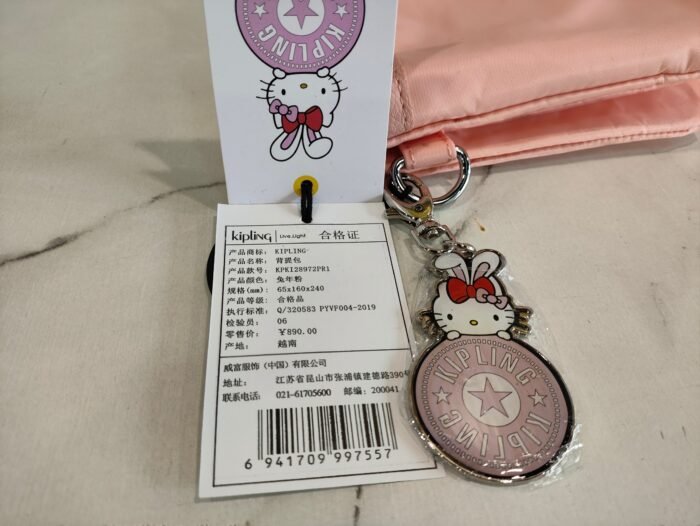 KIPLING
kipling Live.Light 合格证
产品商标: KIPLING
产品名称: 背提包
产品款号: KPKI28972PR1
产品颜色: 兔年粉
规格(mm): 65x160x240
产品等级: 合格品
执行标准: Q/320583 PYVF004-2019
检验员: 06
零售价: ￥890.00
产地: 越南
威富服饰（中国）有限公司
地址: 江苏省昆山市张浦镇建德路390号
联系电话: 021-61705600 邮编: 200041
6 941709 997557
KIPLING
KIPLING
KIPLING